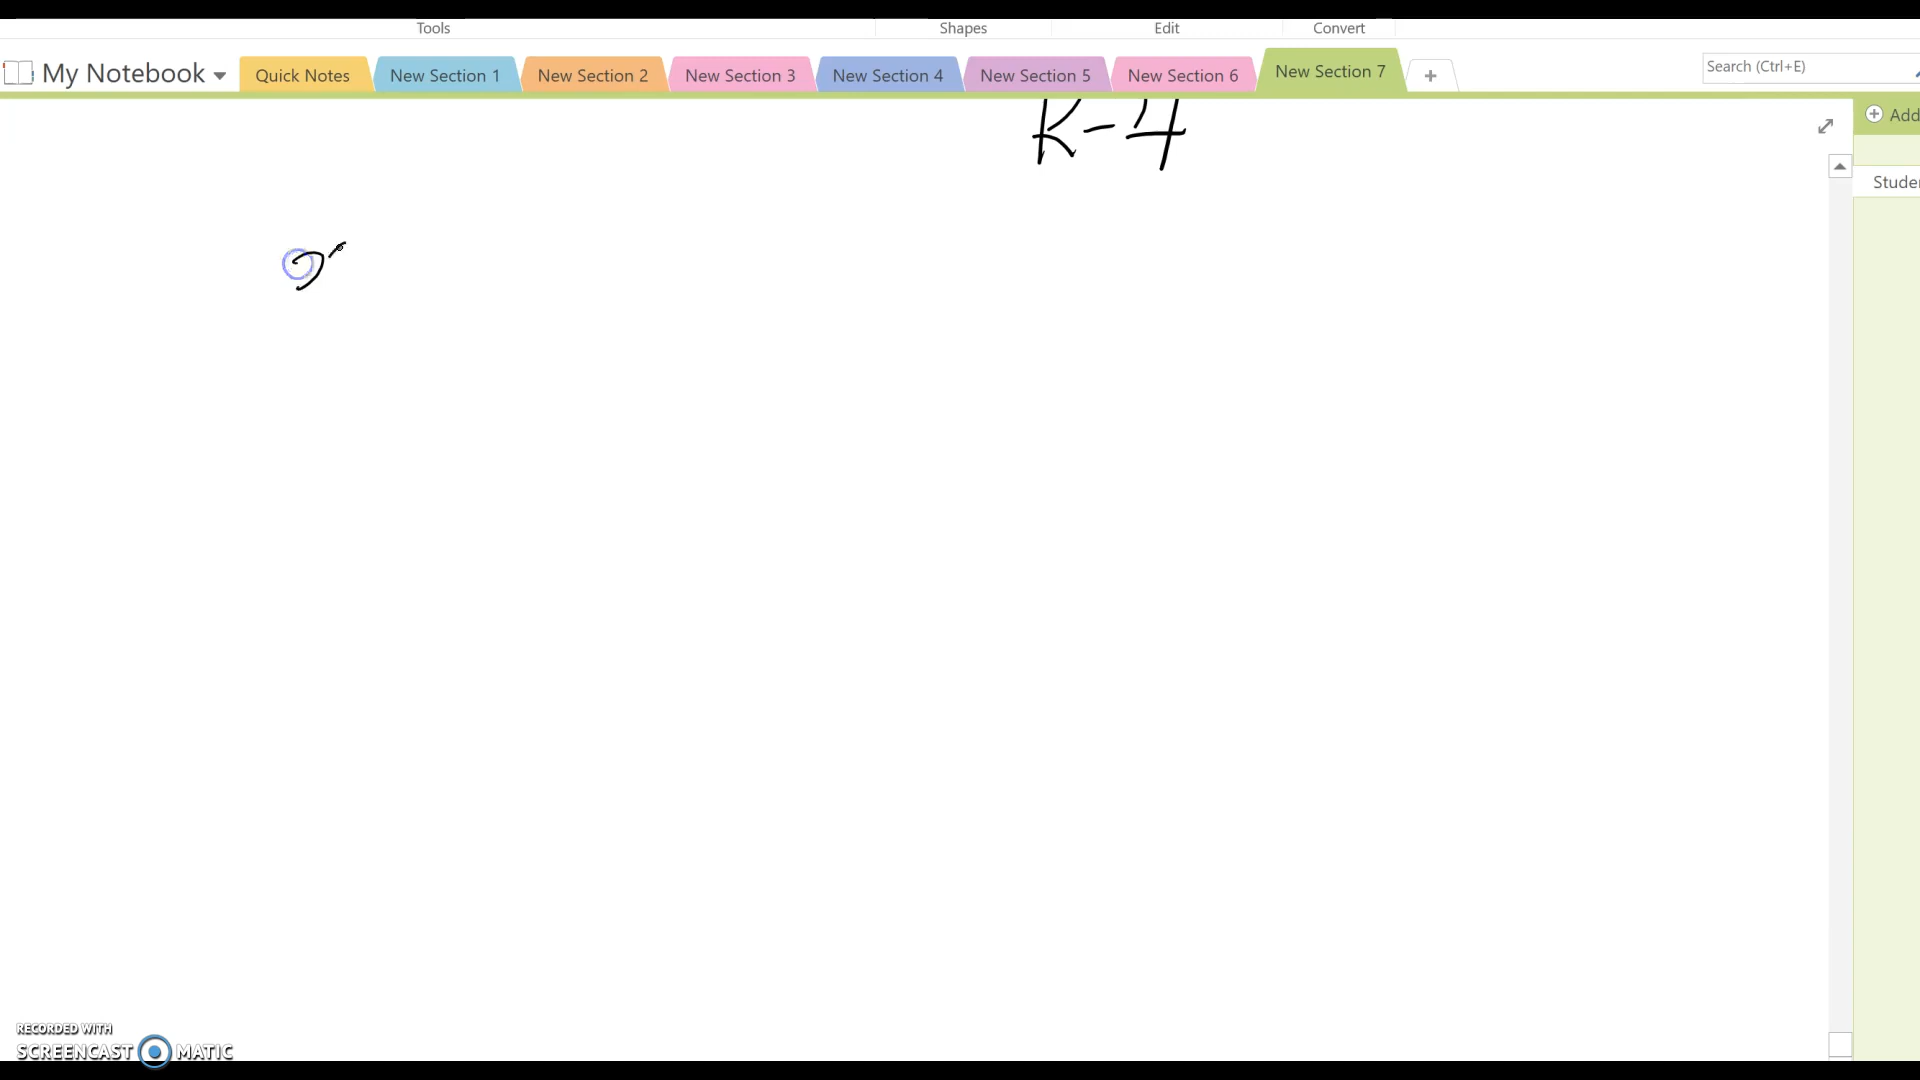 Tools Shapes Edit Convert
My Notebook Quick Notes New Section 1 New Section 2 New Section 3 New Section 4 New Section 5 New Section 6 New Section 7 Search (Ctrl+E)
K-4 Add
Studen
RECORDED WITH
SCREENCAST MATIC